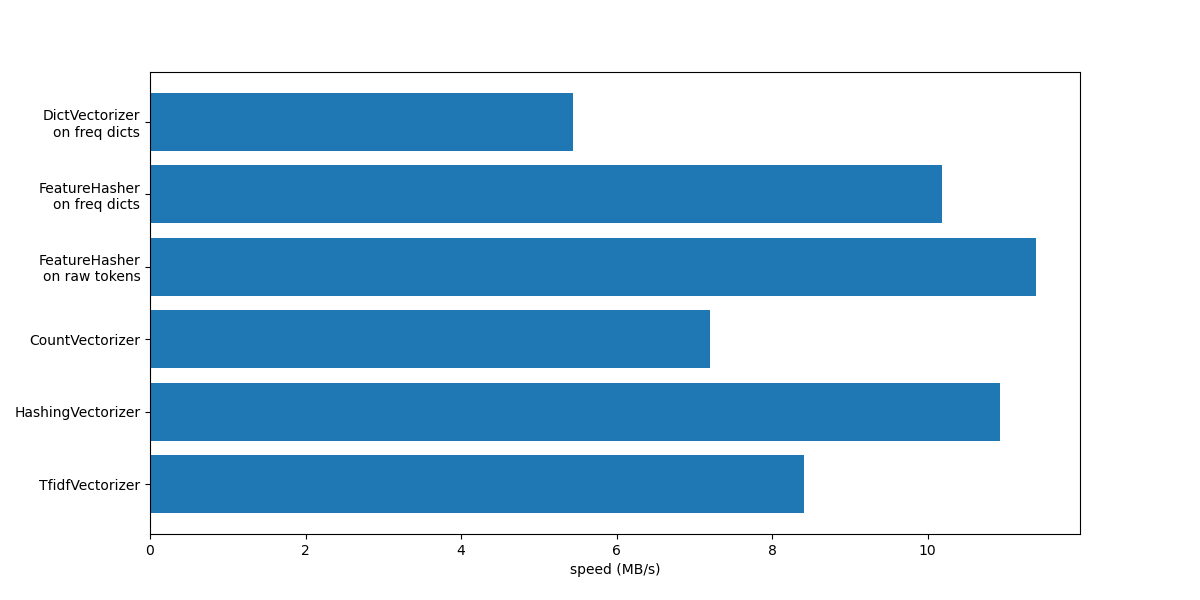 DictVectorizer
on freq dicts
FeatureHasher
on freq dicts
FeatureHasher
on raw tokens
CountVectorizer
HashingVectorizer
TfidfVectorizer
0 2 4 6 8 10
speed (MB/s)